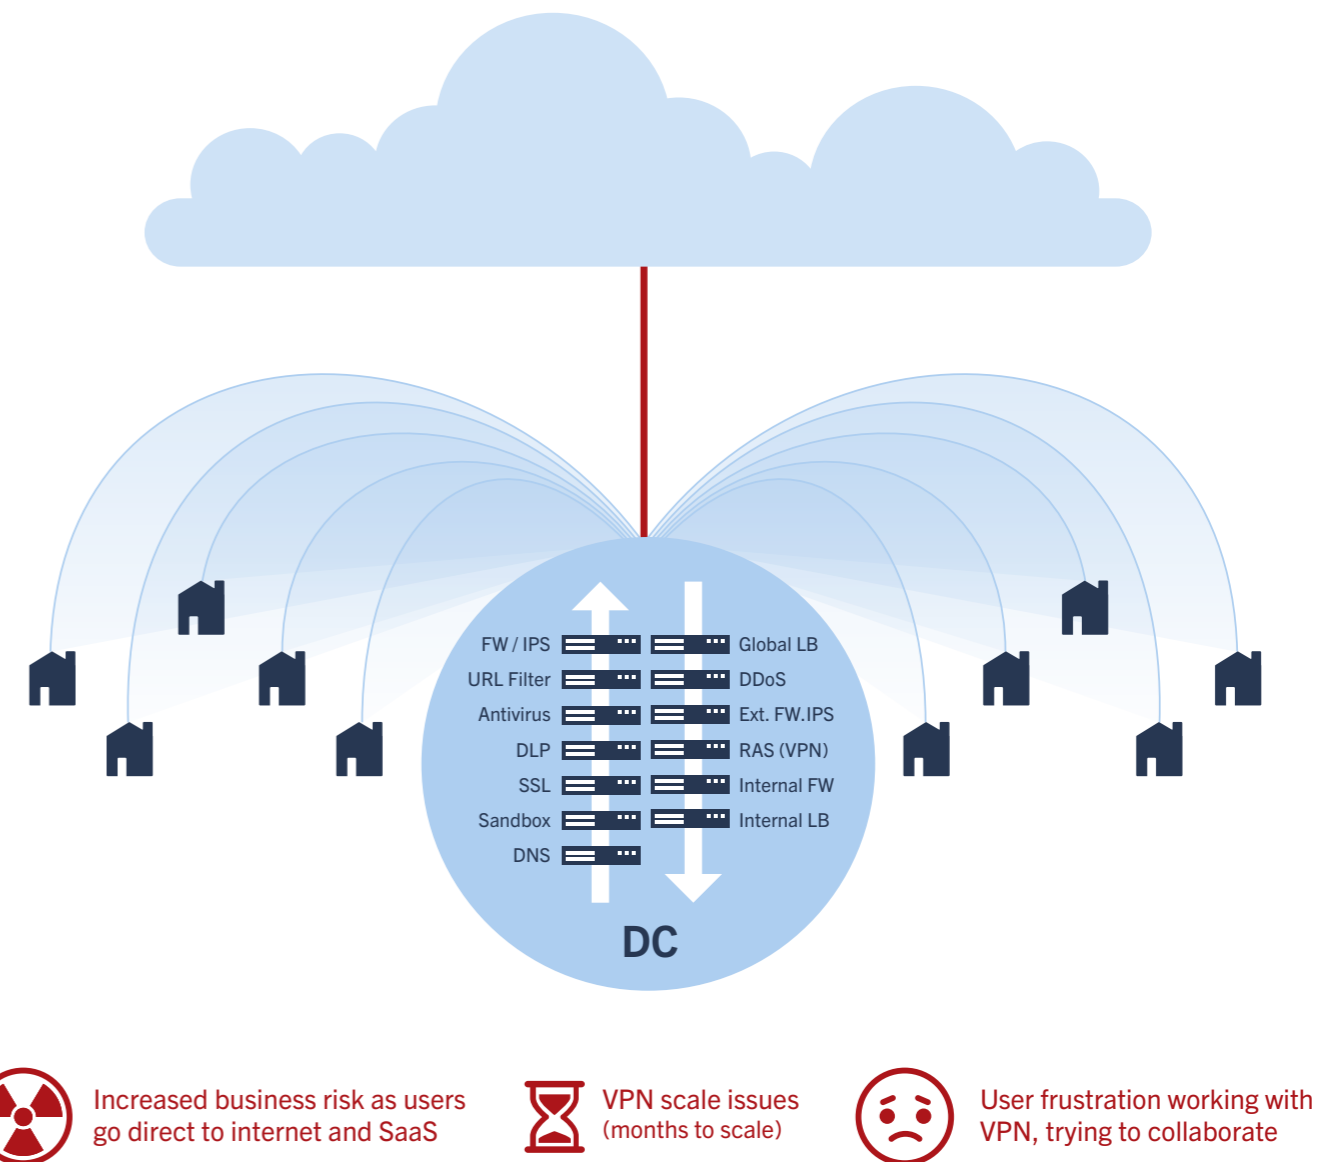 FW / IPS
URL Filter
Antivirus
DLP
SSL
Sandbox
DNS
Global LB
DDoS
Ext. FW.IPS
RAS (VPN)
Internal FW
Internal LB
DC
Increased business risk as users
go direct to internet and SaaS
VPN scale issues
(months to scale)
User frustration working with
VPN, trying to collaborate